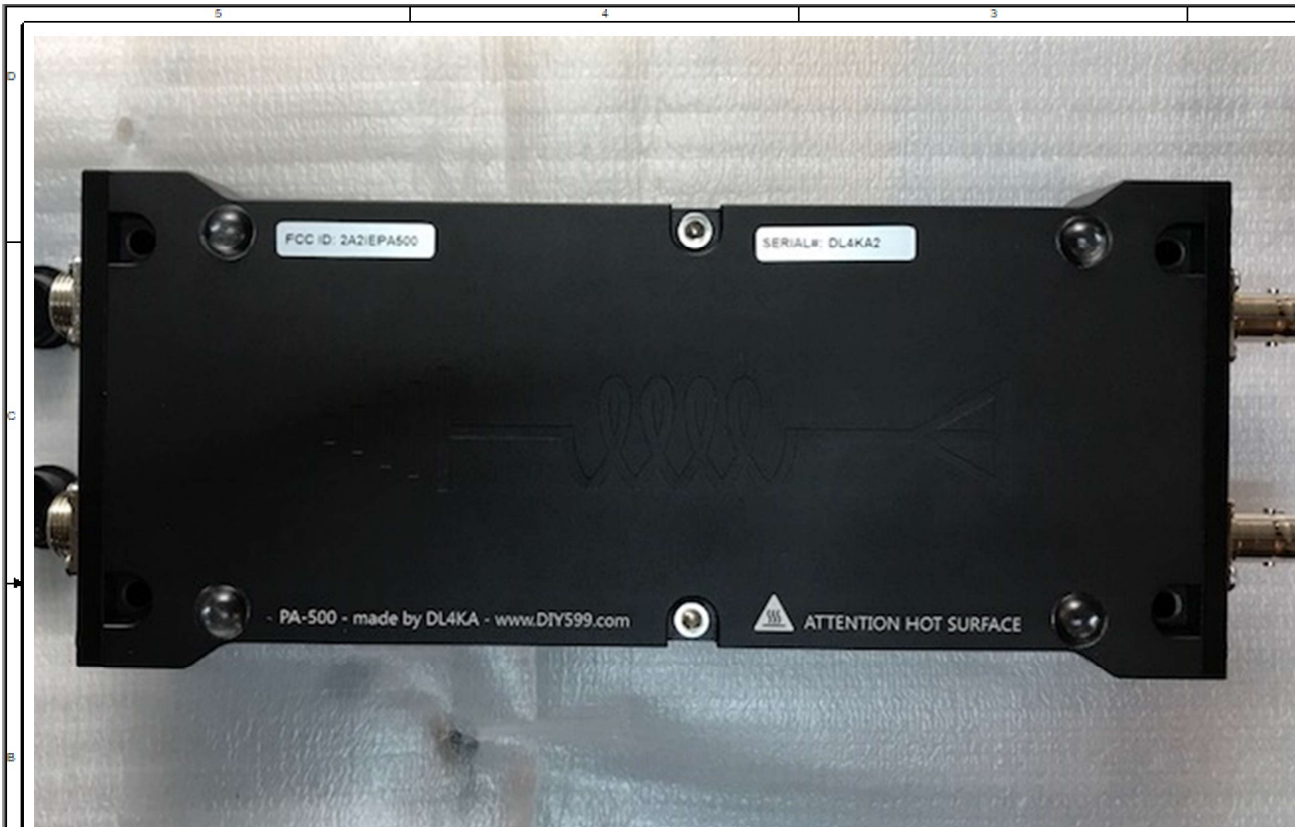 5 4 3
D
FCC ID: 2A2IEPA500
SERIAL#: DL4KA2
C
PA-500 - made by DL4KA - www.DIY599.com
ATTENTION HOT SURFACE
B